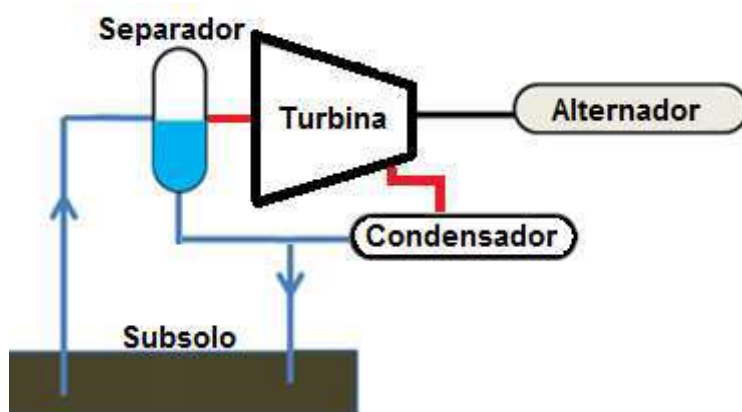 Separador
Turbina
Alternador
Condensador
Subsolo